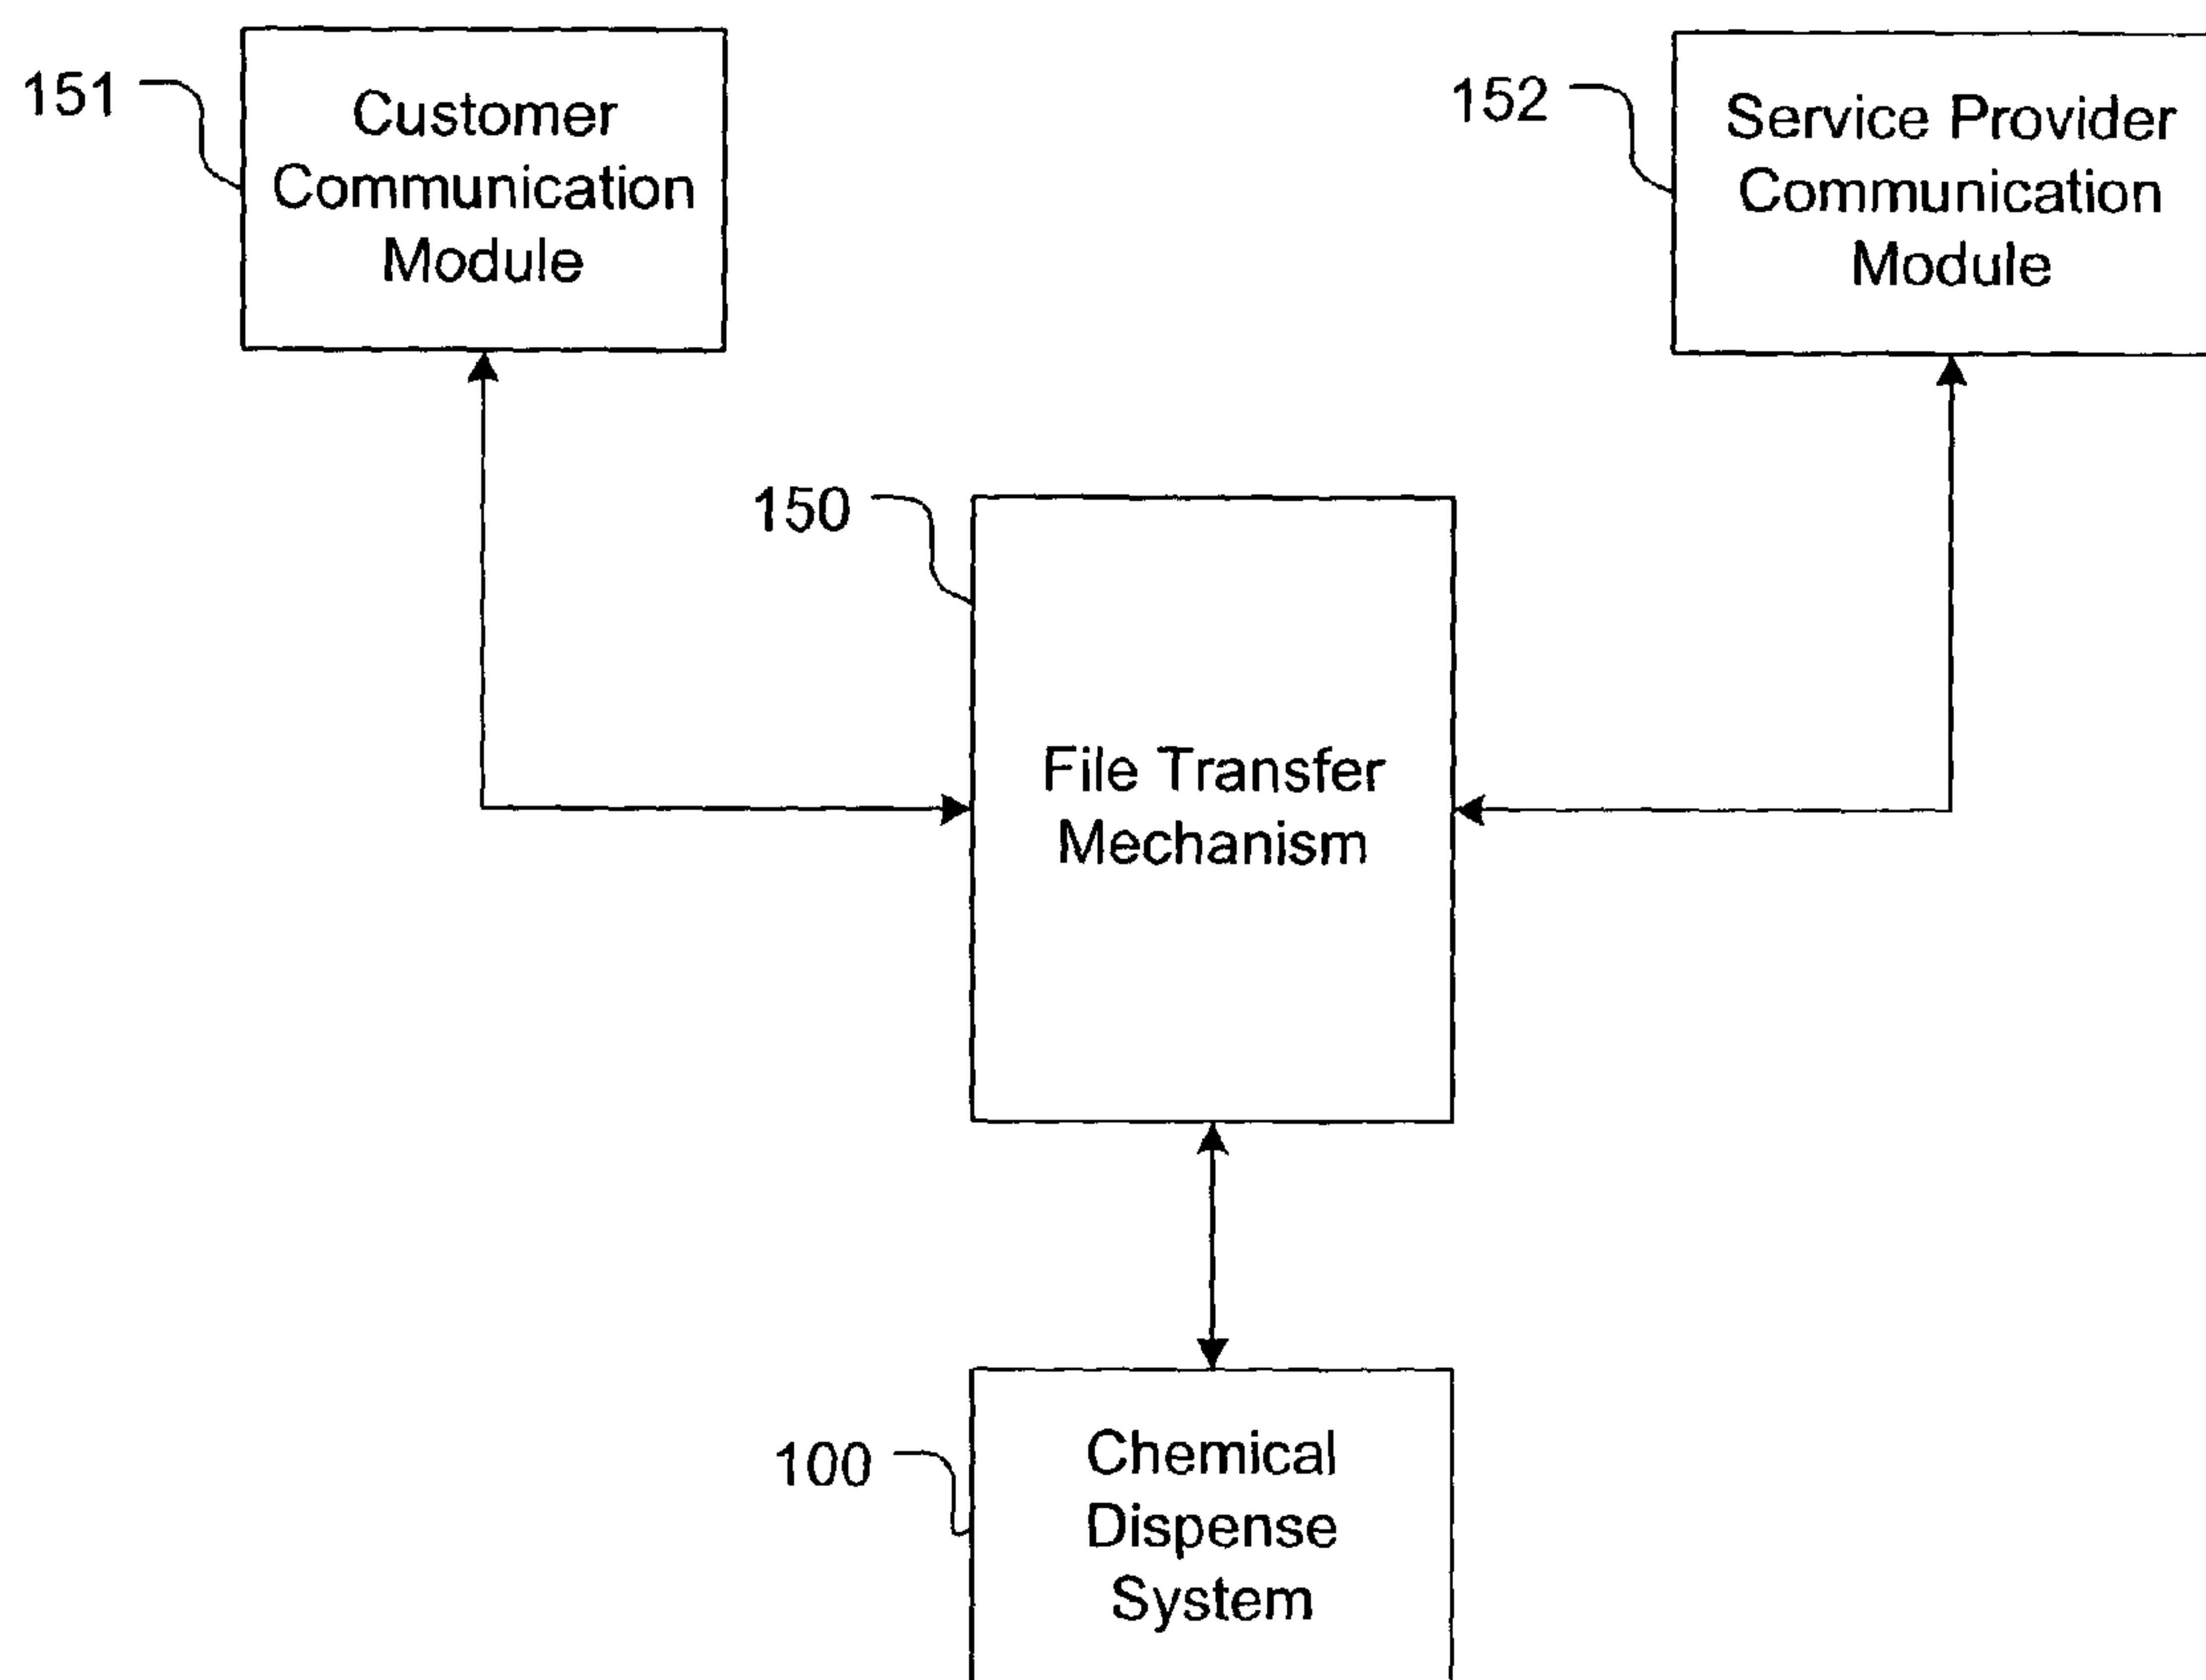 151
Customer
Communication
Module
152
Service Provider
Communication
Module
150
File Transfer
Mechanism
100
Chemical
Dispense
System